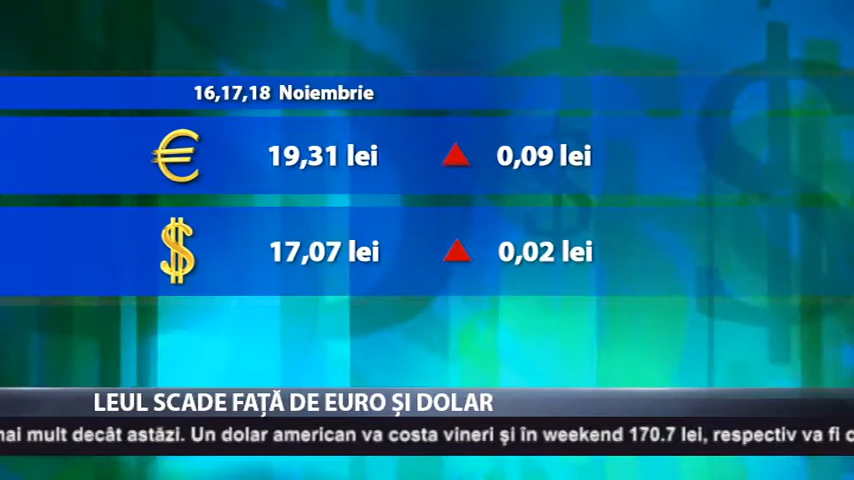 16,17,18 Noiembrie
€ 19,31 lei ▲ 0,09 lei
$ 17,07 lei ▲ 0,02 lei
LEUL SCADE FAȚĂ DE EURO ȘI DOLAR
mult decât astăzi. Un dolar american va costa vineri şi în weekend 170.7 lei, respectiv va fi